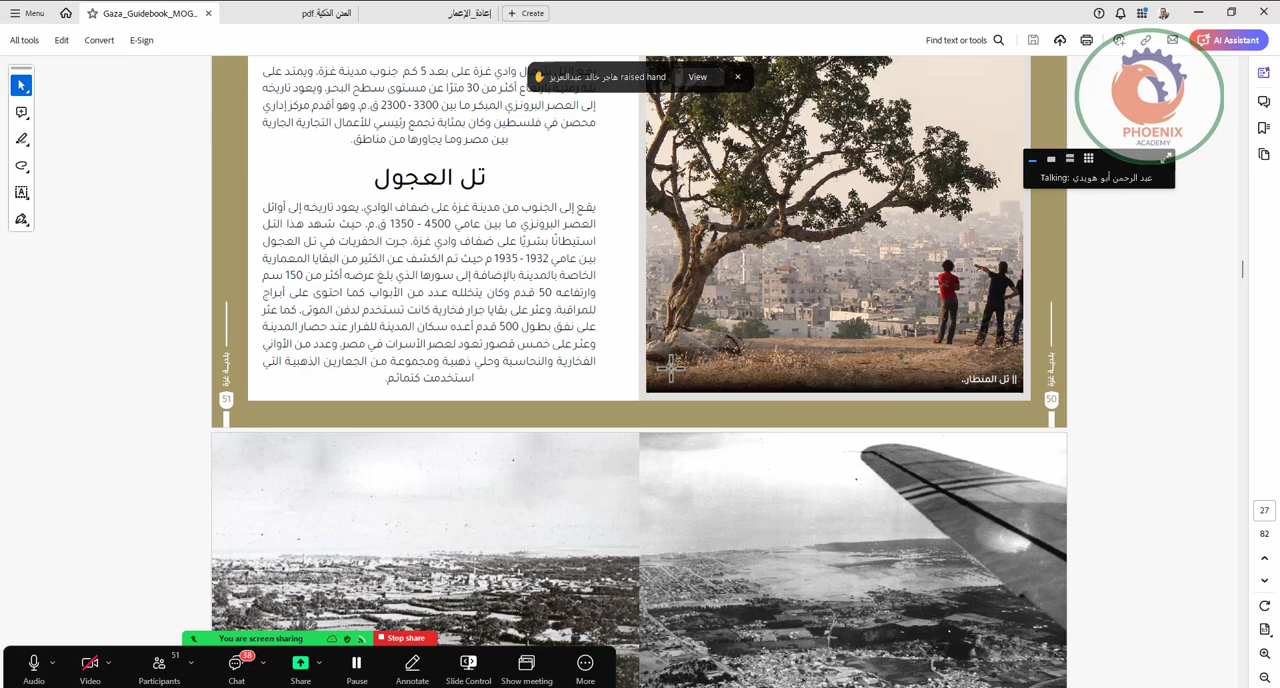 Menu
Gaza_Guidebook_MOG...
المدن الذكية.pdf
إعادة_الإعمار
+ Create
All tools
Edit
Convert
E-Sign
Find text or tools
AI Assistant
هاجر خالد عبدالعزيز raised hand
View
PHOENIX
ACADEMY
Talking: عبد الرحمن أبو هويدي
وادي غزة على بعد 5 كم جنوب مدينة غزة، ويمتد على
أكثر من 30 مترًا عن مستوى سطح البحر، ويعود تاريخه
إلى العصر البرونزي المبكر ما بين 3300 - 2300 ق.م، وهو أقدم مركز إداري
محصن في فلسطين وكان بمثابة تجمع رئيسي للأعمال التجارية الجارية
بين مصر وما يجاورها من مناطق.
تل العجول
يقع إلى الجنوب من مدينة غزة على ضفاف الوادي، يعود تاريخه إلى أوائل
العصر البرونزي ما بين عامي 4500 - 1350 ق.م، حيث شهد هذا التل
استيطانًا بشريًا على ضفاف وادي غزة، جرت الحفريات في تل العجول
بين عامي 1932 - 1935 م حيث تم الكشف عن الكثير من البقايا المعمارية
الخاصة بالمدينة بالإضافة إلى سورها الذي بلغ عرضه أكثر من 150 سم
وارتفاعه 50 قدم وكان يتخلله عدد من الأبواب كما احتوى على أبراج
للمراقبة، وعثر على بقايا جرار فخارية كانت تستخدم لدفن الموتى، كما عثر
على نفق بطول 500 قدم أعده سكان المدينة للفرار عند حصار المدينة
وعثر على خمس قصور تعود لعصر الأسرات في مصر، وعدد من الأواني
الفخارية والنحاسية وحلي ذهبية ومجموعة من الجعارين الذهبية التي
استخدمت كتمائم.
|| تل المنطار..
بلدية غزة
51
بلدية غزة
50
27
82
You are screen sharing
Stop share
Audio
Video
51
Participants
38
Chat
Share
Pause
Annotate
Slide Control
Show meeting
More